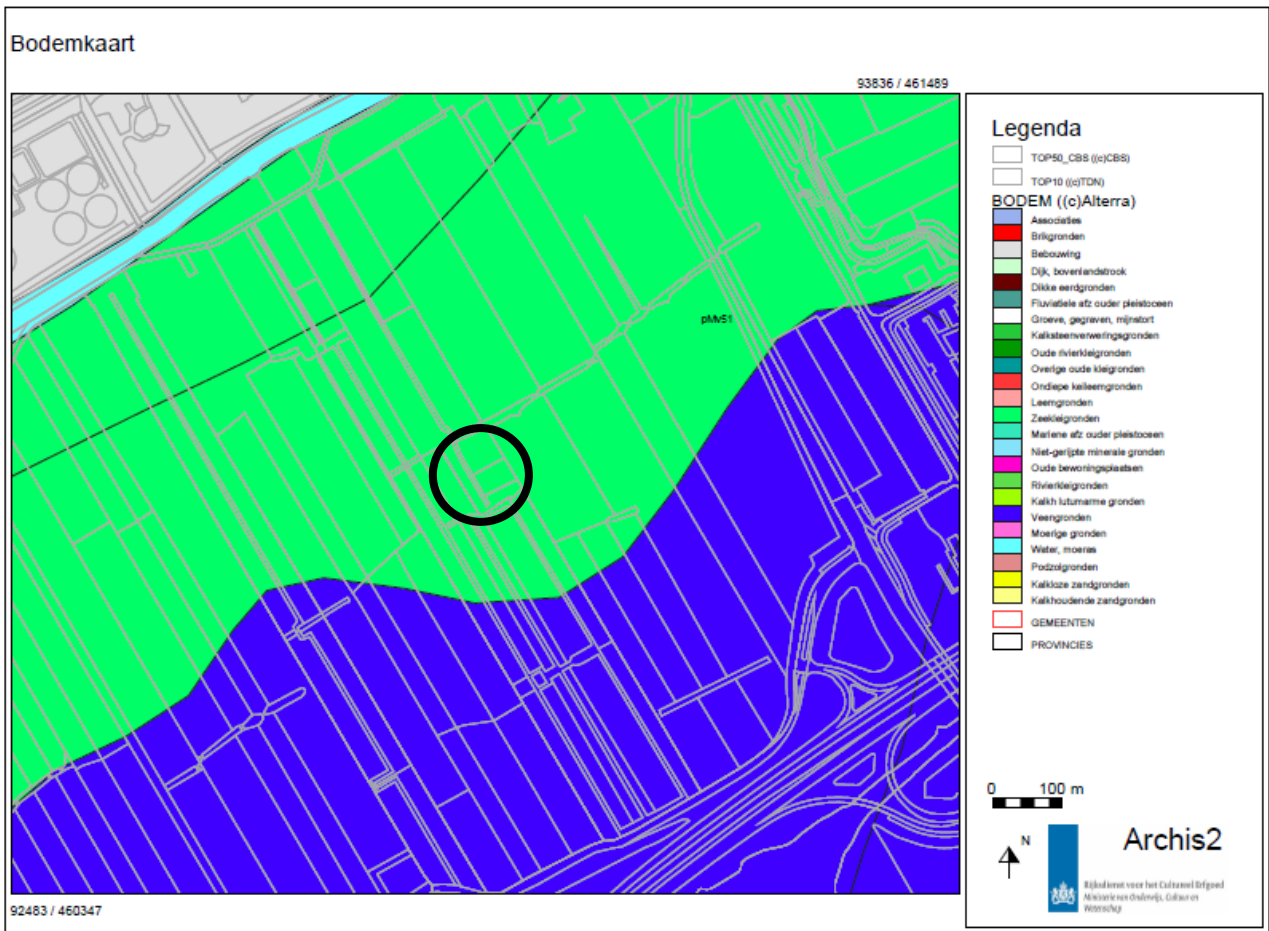 Bodemkaart
93836 / 461489
pMv51
92483 / 460347
Legenda
TOP50_CBS ((c)CBS)
TOP10 ((c)TDN)
BODEM ((c)Alterra)
Associaties
Brikgronden
Bebouwing
Dijk, bovenlandstrook
Dikke eerdgronden
Fluviatiele afz ouder pleistoceen
Groeve, gegraven, mijnstort
Kalksteenverweringsgronden
Oude rivierkleigronden
Overige oude kleigronden
Ondiepe keileemgronden
Leemgronden
Zeekleigronden
Mariene afz ouder pleistoceen
Niet-gerijpte minerale gronden
Oude bewoningsplaatsen
Rivierkleigronden
Kalkh lutumarme gronden
Veengronden
Moerige gronden
Water, moeras
Podzolgronden
Kalkloze zandgronden
Kalkhoudende zandgronden
GEMEENTEN
PROVINCIES
0 100 m
N
Archis2
Rijksdienst voor het Cultureel Erfgoed
Ministerie van Onderwijs, Cultuur en
Wetenschap